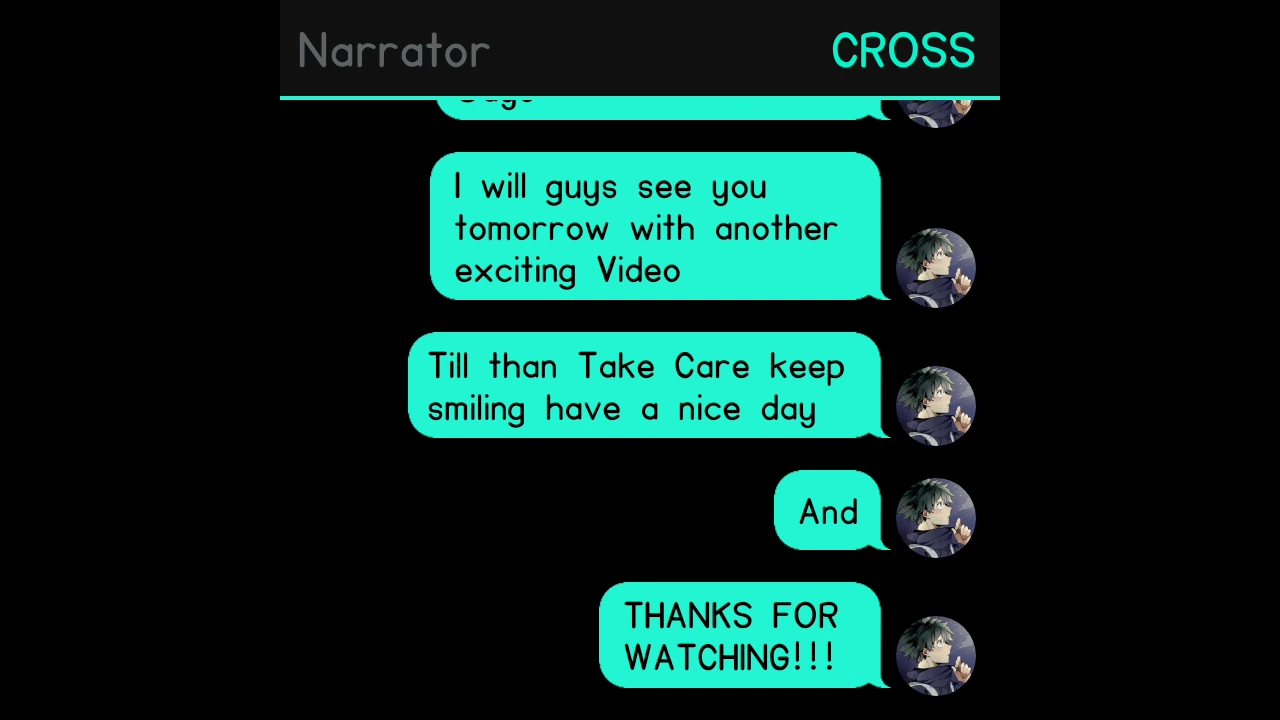 Narrator CROSS
I will guys see you
tomorrow with another
exciting Video
Till than Take Care keep
smiling have a nice day
And
THANKS FOR
WATCHING!!!